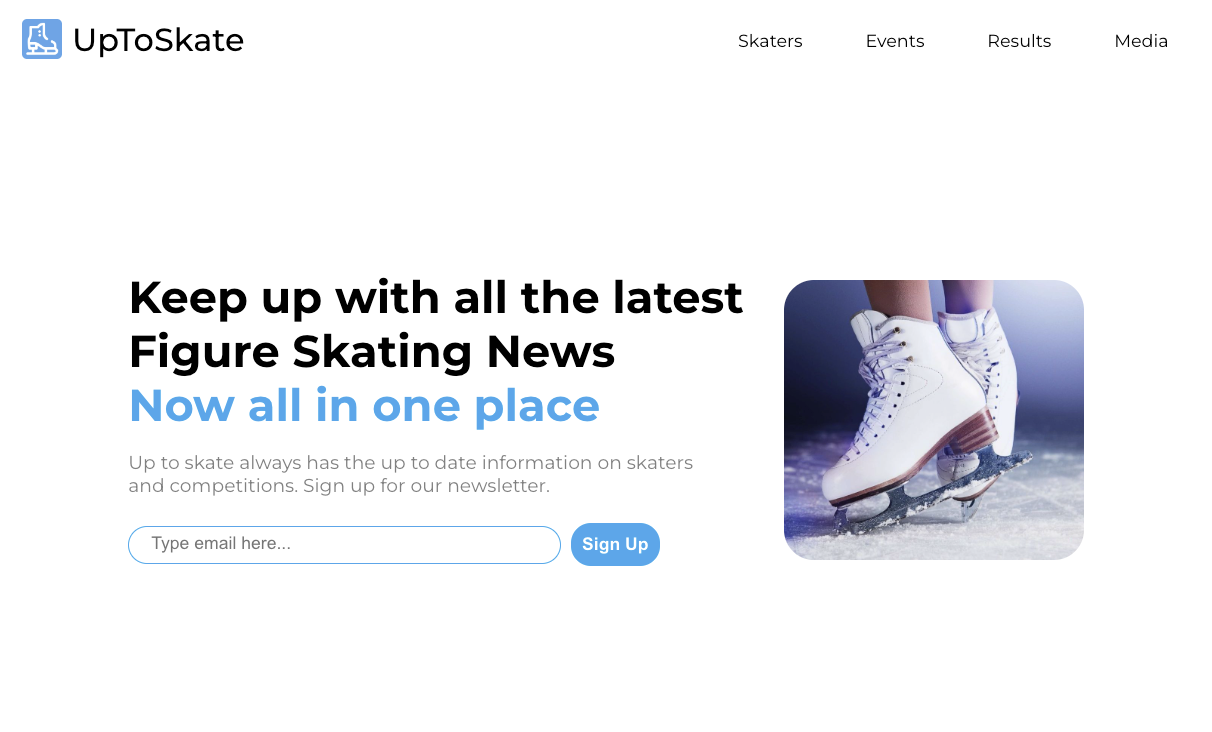 UpToSkate
Skaters
Events
Results
Media
Keep up with all the latest
Figure Skating News
Now all in one place
Up to skate always has the up to date information on skaters
and competitions. Sign up for our newsletter.
Type email here...
Sign Up